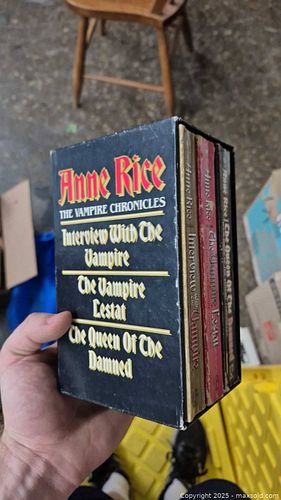 Anne Rice
THE VAMPIRE CHRONICLES
Interview With The
Vampire
The Vampire
Lestat
The Queen Of The
Damned
Anne Rice Interview with the Vampire
Anne Rice The Vampire Lestat
Anne Rice The Queen Of The Damned
Copyright 2025 - maxsold.com